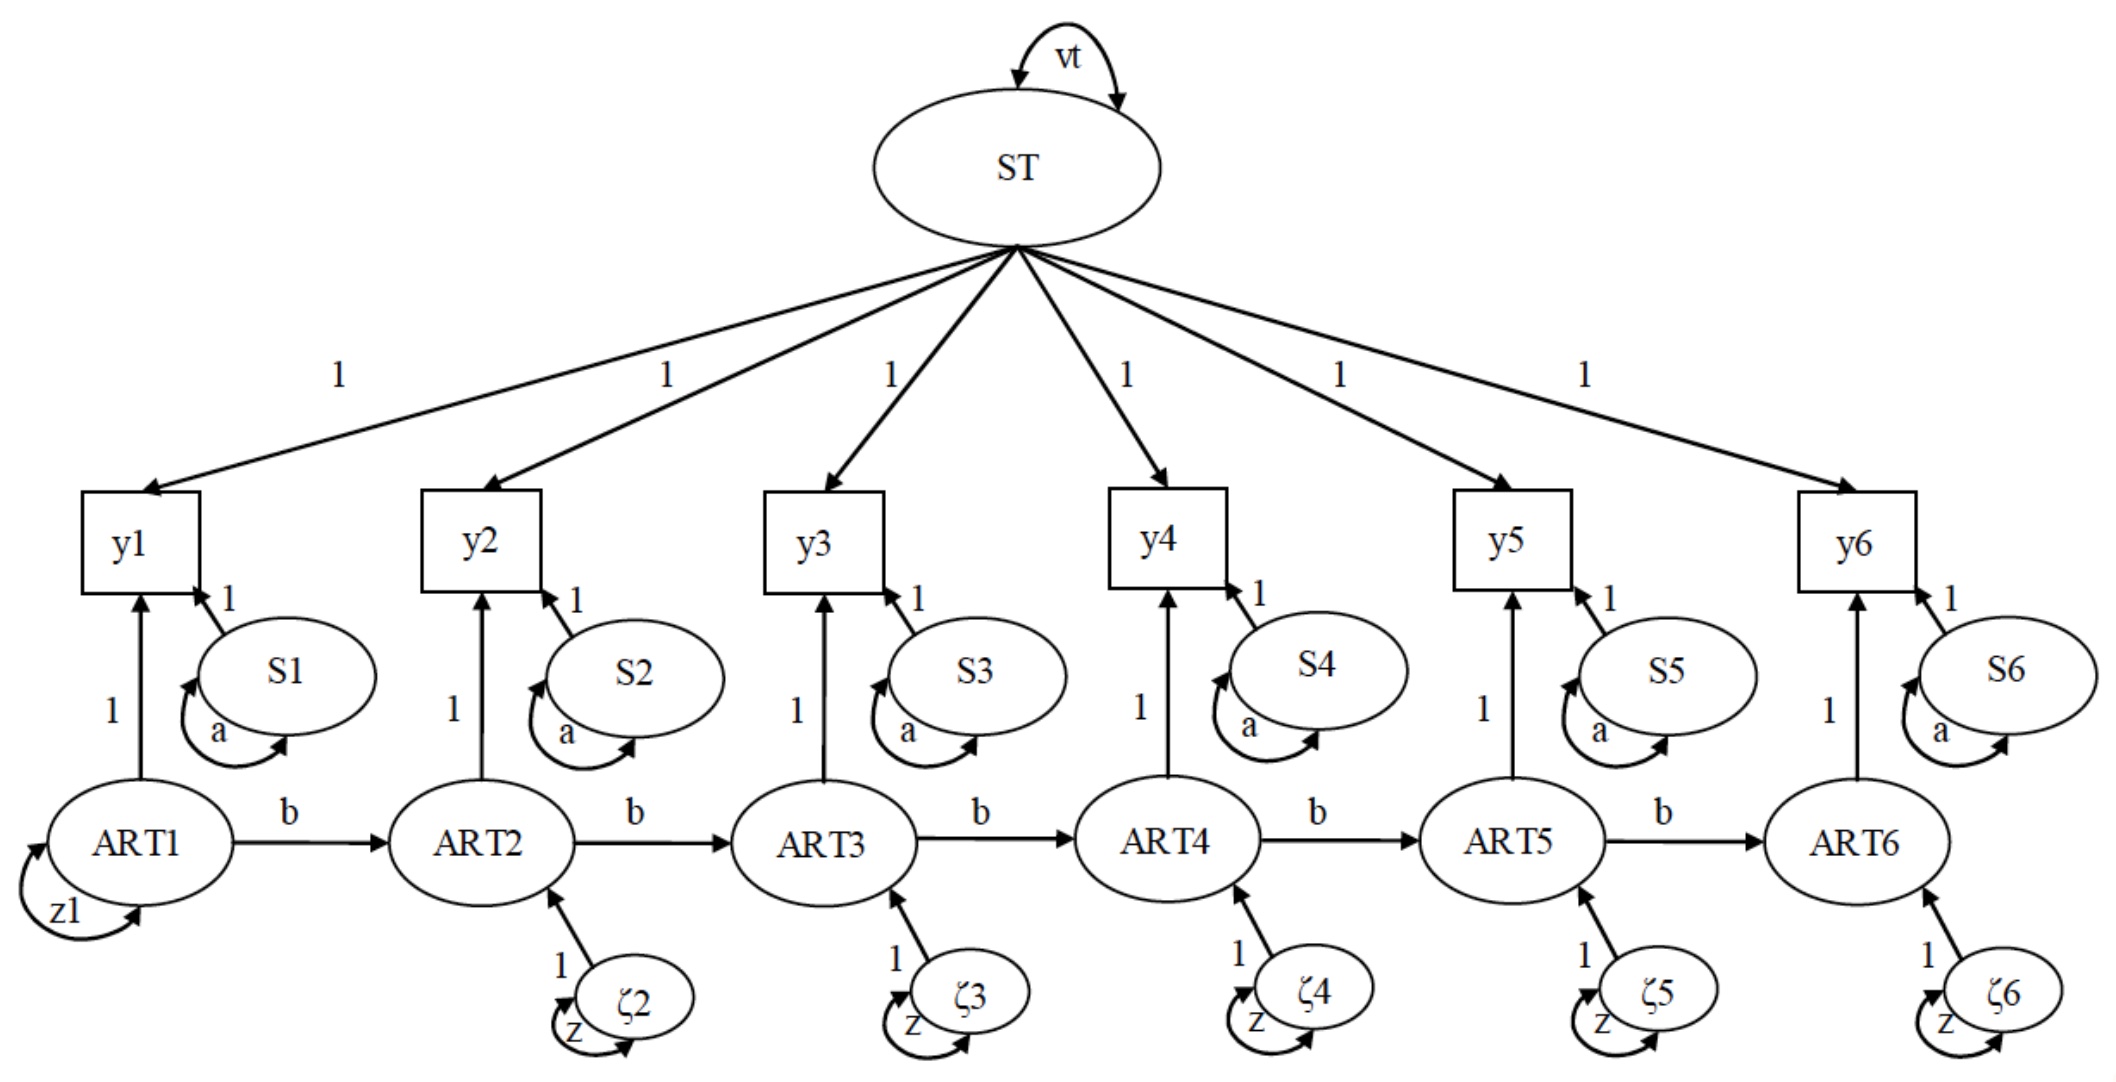 vt
ST
1 1 1 1 1 1
y1 y2 y3 y4 y5 y6
1 1 1 1 1 1
S1 S2 S3 S4 S5 S6
1 1 1 1 1 1
a a a a a a
b b b b b
ART1 ART2 ART3 ART4 ART5 ART6
z1
1 1 1 1 1
ζ2 ζ3 ζ4 ζ5 ζ6
z z z z z